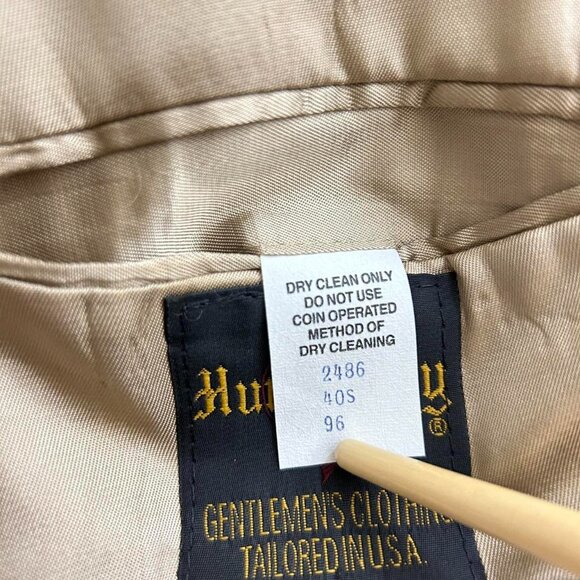 DRY CLEAN ONLY
DO NOT USE
COIN OPERATED
METHOD OF
DRY CLEANING
2486
40S
96
Hu y ®
GENTLEMEN'S CLOTHING
TAILORED IN U.S.A.